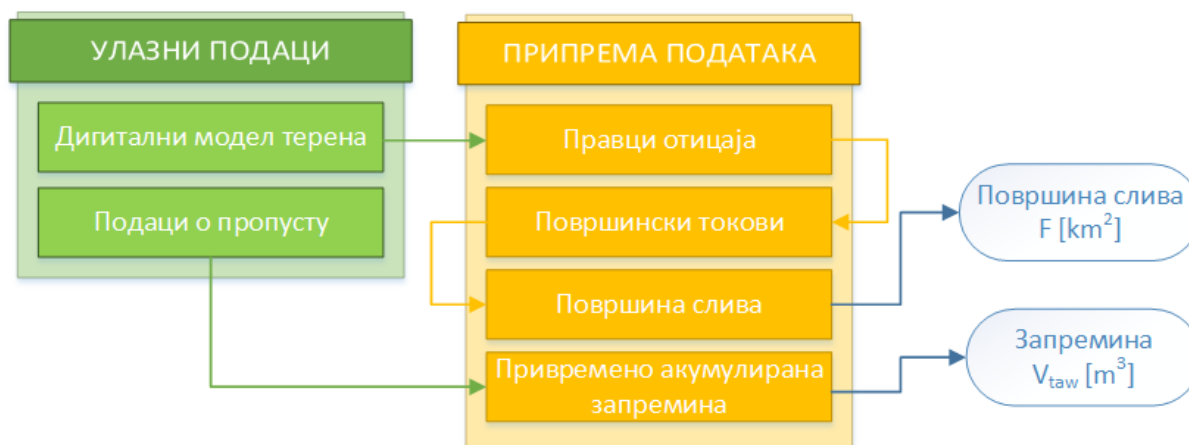 УЛАЗНИ ПОДАЦИ
Дигитални модел терена
Подаци о пропусту
ПРИПРЕМА ПОДАТАКА
Правци отицаја
Површински токови
Површина слива
Привремено акумулирана
запремина
Површина слива
F [km²]
Запремина
V_taw [m³]